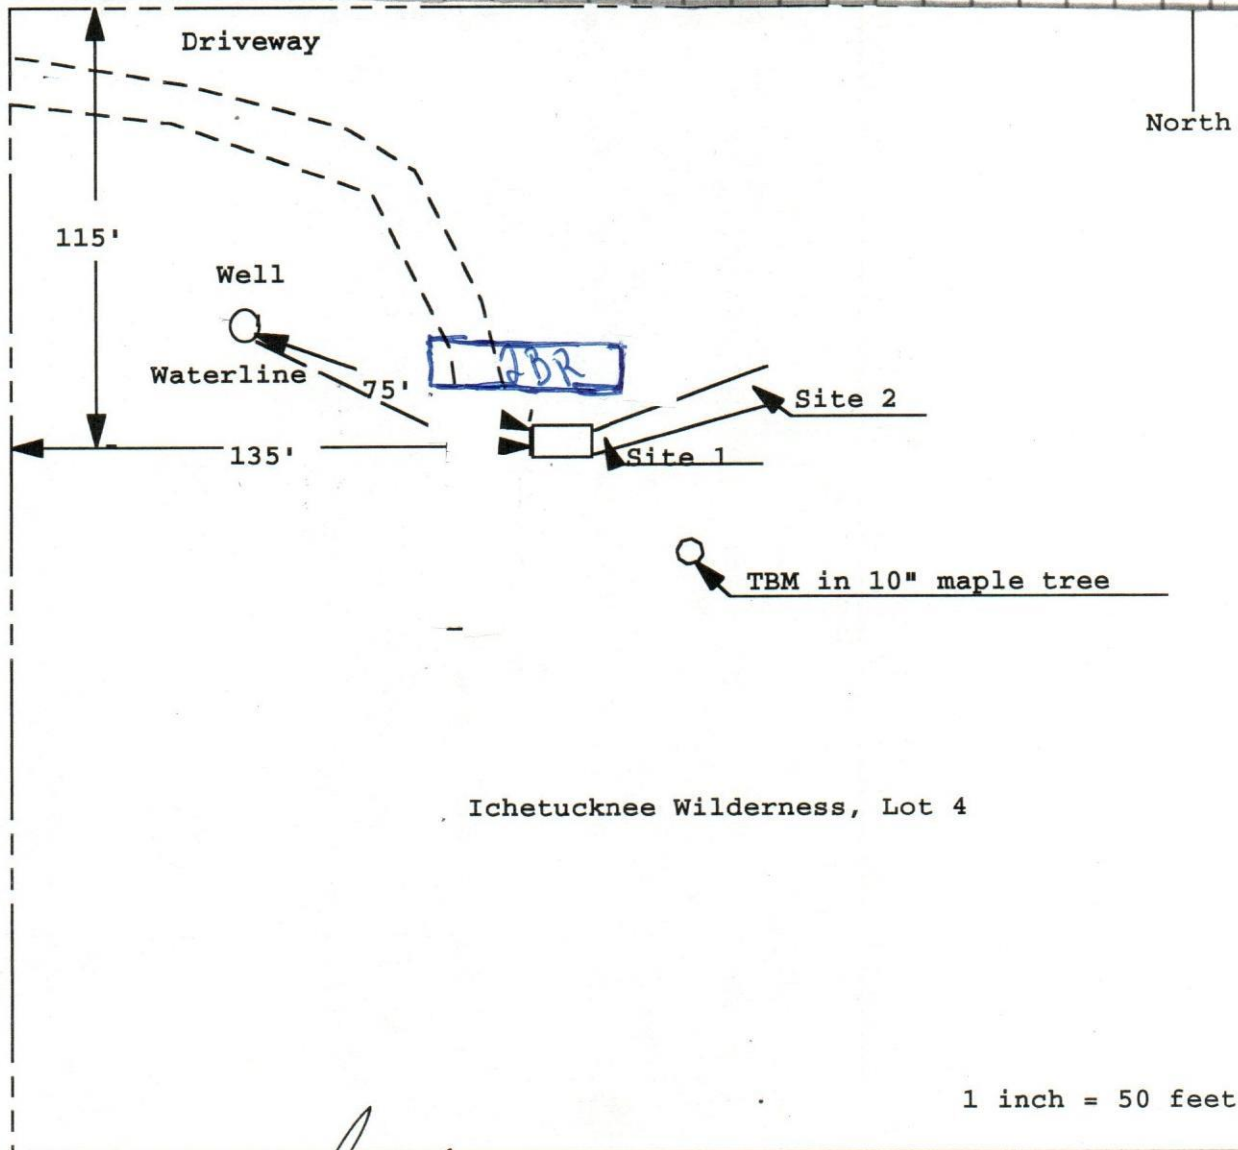 Driveway
North
115'
Well
Waterline
75'
2BR
Site 2
135'
Site 1
TBM in 10" maple tree
Ichetucknee Wilderness, Lot 4
1 inch = 50 feet